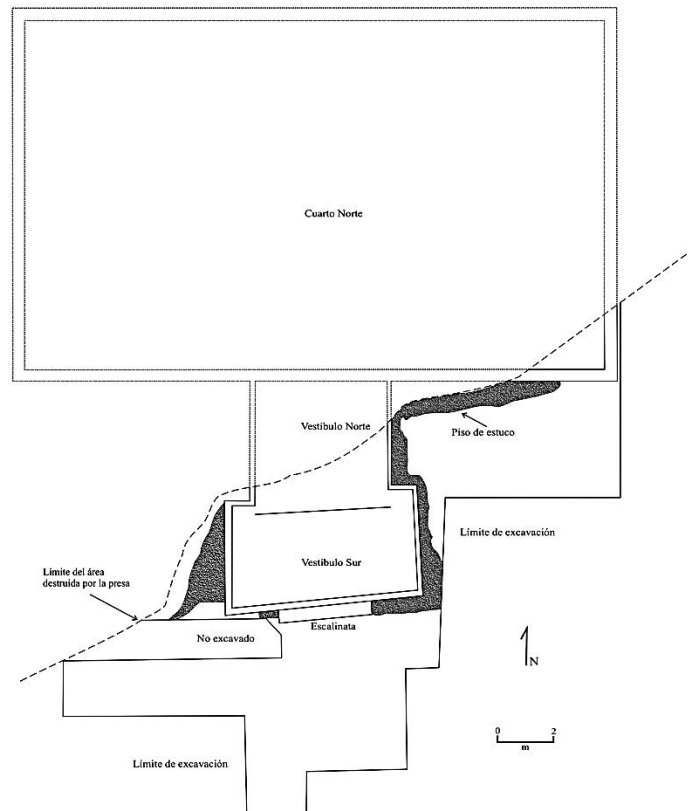 Cuarto Norte
Vestíbulo Norte
Piso de estuco
Límite de excavación
Vestíbulo Sur
Límite del área
destruída por la presa
Escalinata
No excavado
N
0 2
m
Límite de excavación